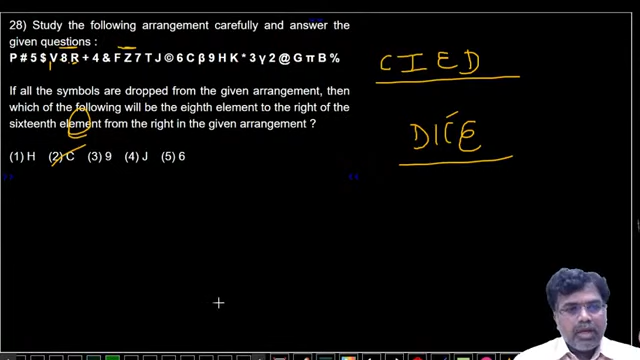 28) Study the following arrangement carefully and answer the
given questions :
P # 5 $ V 8 R + 4 & F Z 7 T J © 6 C β 9 H K * 3 γ 2 @ G π B %
If all the symbols are dropped from the given arrangement, then
which of the following will be the eighth element to the right of the
sixteenth element from the right in the given arrangement ?
(1) H (2) C (3) 9 (4) J (5) 6
CIED
DICE